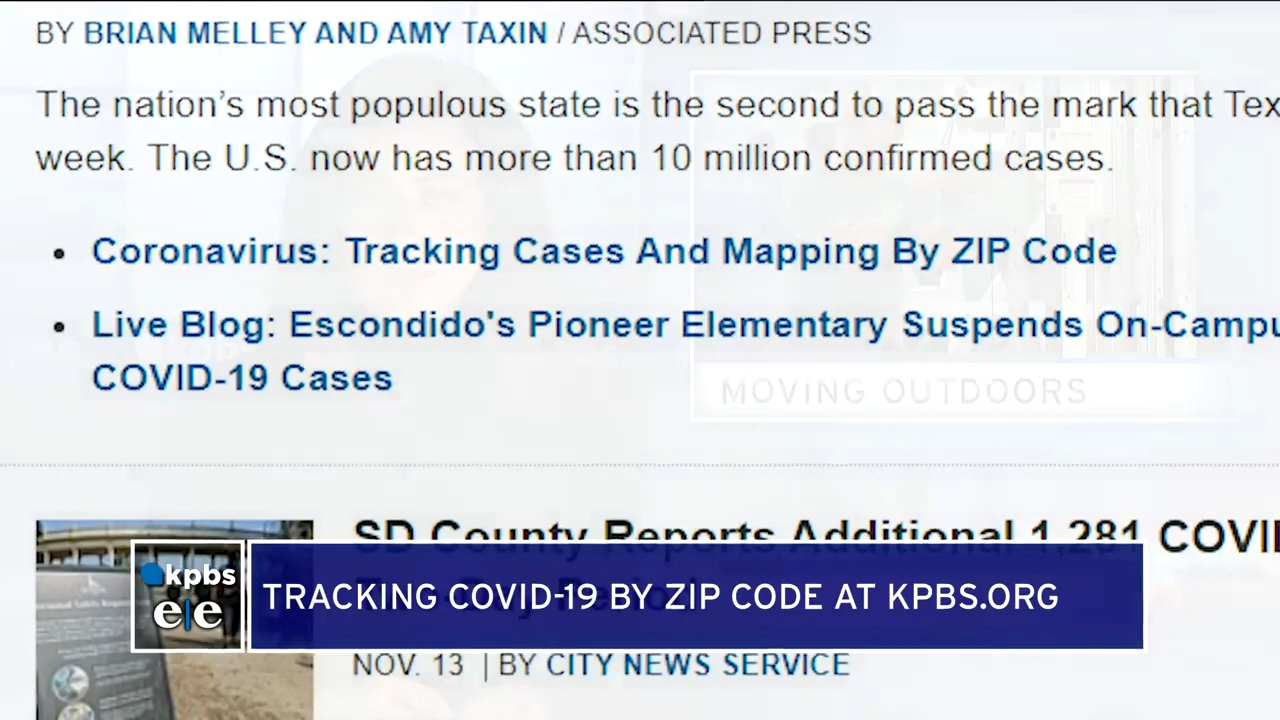 BY BRIAN MELLEY AND AMY TAXIN / ASSOCIATED PRESS
The nation's most populous state is the second to pass the mark that Tex
week. The U.S. now has more than 10 million confirmed cases.
• Coronavirus: Tracking Cases And Mapping By ZIP Code
• Live Blog: Escondido's Pioneer Elementary Suspends On-Campu
COVID-19 Cases
MOVING OUTDOORS
SD County Reports Additional 1,281 COVI
kpbs
e|e
TRACKING COVID-19 BY ZIP CODE AT KPBS.ORG
NOV. 13 | BY CITY NEWS SERVICE